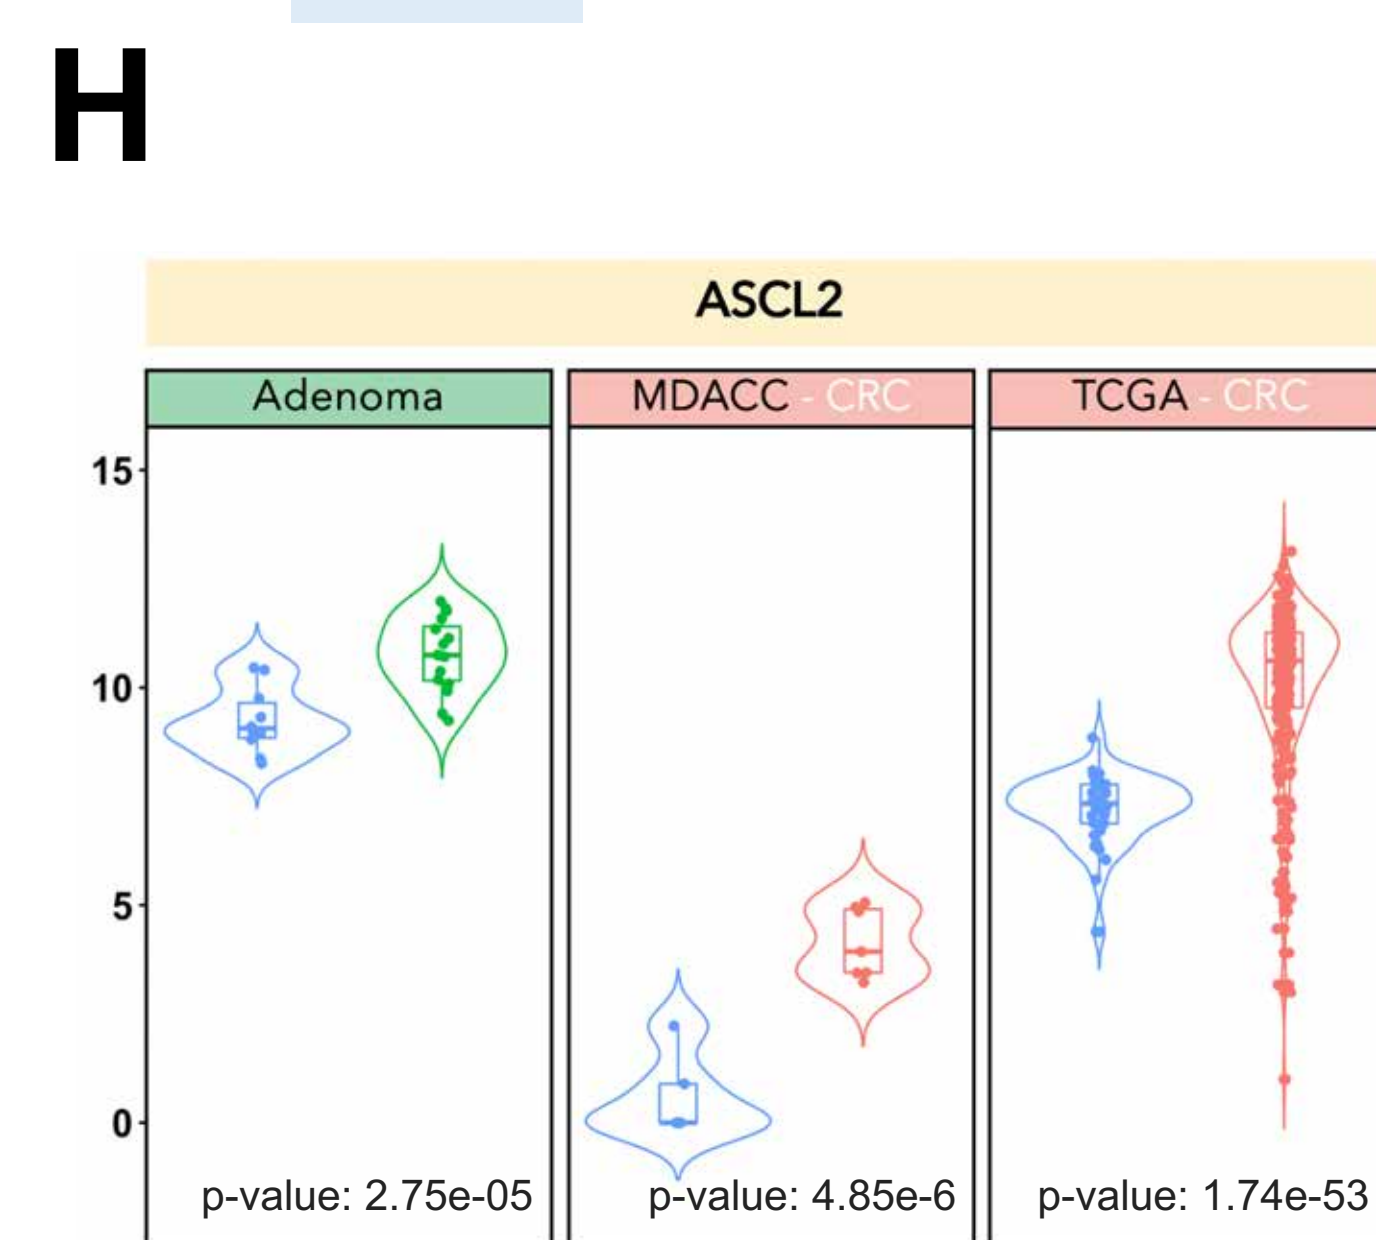 H
ASCL2
Adenoma
MDACC - CRC
TCGA - CRC
15
10
5
0
p-value: 2.75e-05
p-value: 4.85e-6
p-value: 1.74e-53